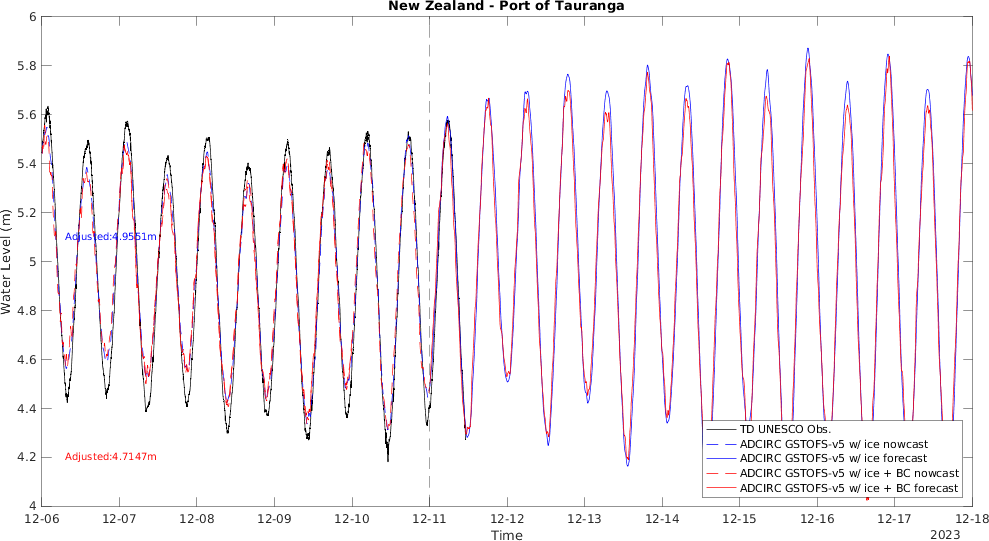 New Zealand - Port of Tauranga
6
5.8
5.6
5.4
5.2
5
4.8
4.6
4.4
4.2
4
Water Level (m)
Adjusted:4.9561m
Adjusted:4.7147m
TD UNESCO Obs.
ADCIRC GSTOFS-v5 w/ ice nowcast
ADCIRC GSTOFS-v5 w/ ice forecast
ADCIRC GSTOFS-v5 w/ ice + BC nowcast
ADCIRC GSTOFS-v5 w/ ice + BC forecast
12-06 12-07 12-08 12-09 12-10 12-11 12-12 12-13 12-14 12-15 12-16 12-17 12-18
Time
2023